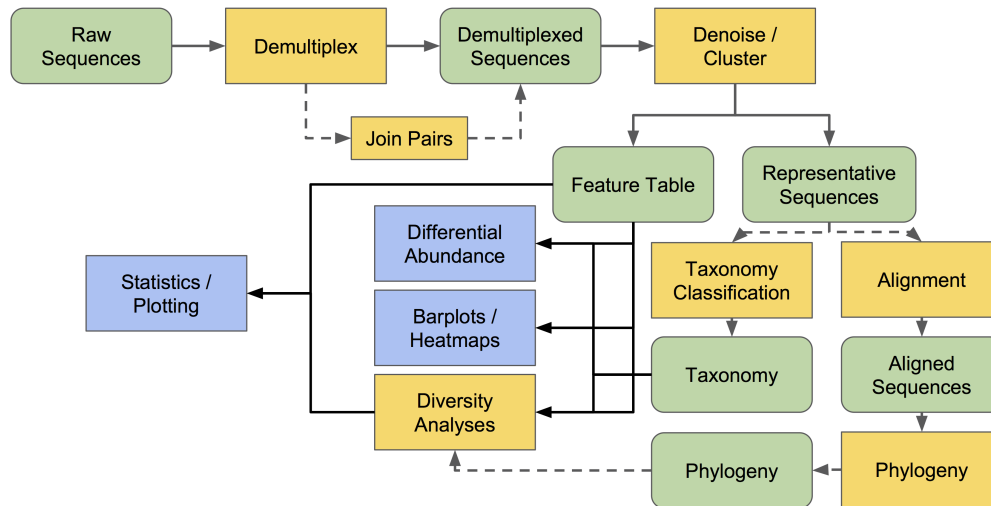 Raw
Sequences
Demultiplex
Demultiplexed
Sequences
Denoise /
Cluster
Join Pairs
Feature Table
Representative
Sequences
Differential
Abundance
Statistics /
Plotting
Taxonomy
Classification
Alignment
Barplots /
Heatmaps
Taxonomy
Aligned
Sequences
Diversity
Analyses
Phylogeny
Phylogeny